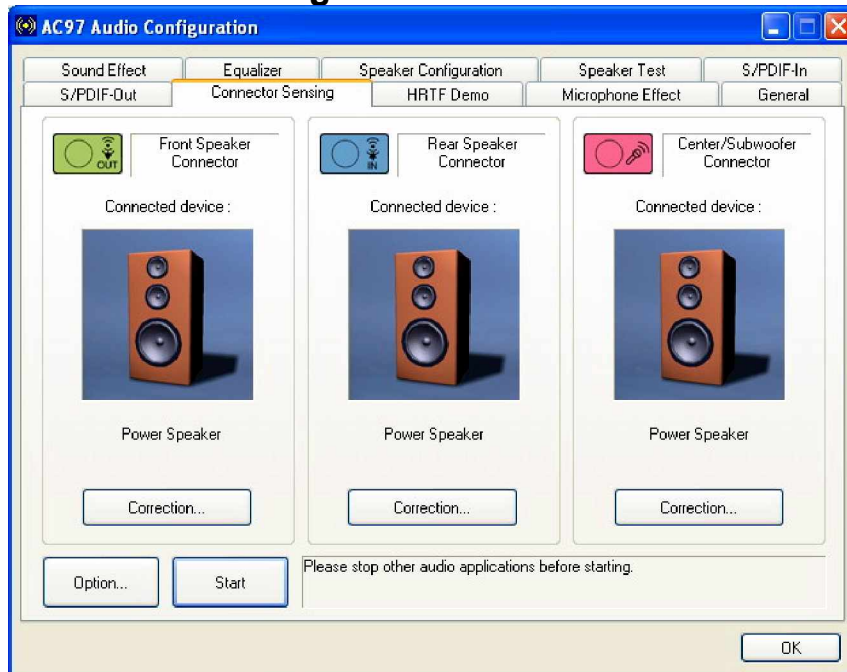 AC97 Audio Configuration
Sound Effect Equalizer Speaker Configuration Speaker Test S/PDIF-In
S/PDIF-Out Connector Sensing HRTF Demo Microphone Effect General
OUT
Front Speaker
Connector
Connected device :
Power Speaker
Correction...
IN
Rear Speaker
Connector
Connected device :
Power Speaker
Correction...
Center/Subwoofer
Connector
Connected device :
Power Speaker
Correction...
Option...
Start
Please stop other audio applications before starting.
OK